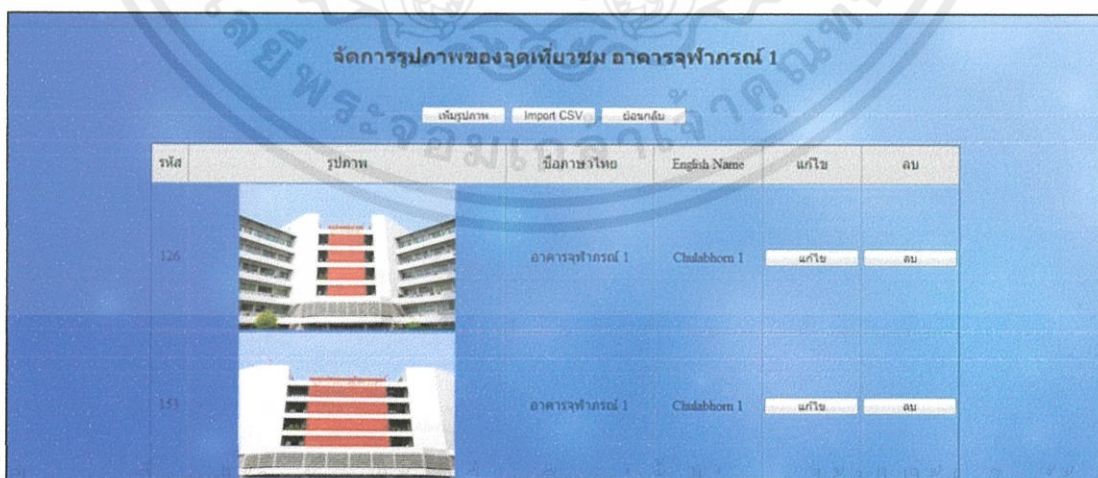 จัดการรูปภาพของจุดเที่ยวชม อาคารจุฬาภรณ์ 1
เพิ่มรูปภาพ Import CSV ย้อนกลับ
รหัส รูปภาพ ชื่อภาษาไทย English Name แก้ไข ลบ
126 อาคารจุฬาภรณ์ 1 Chulabhorn 1 แก้ไข ลบ
153 อาคารจุฬาภรณ์ 1 Chulabhorn 1 แก้ไข ลบ